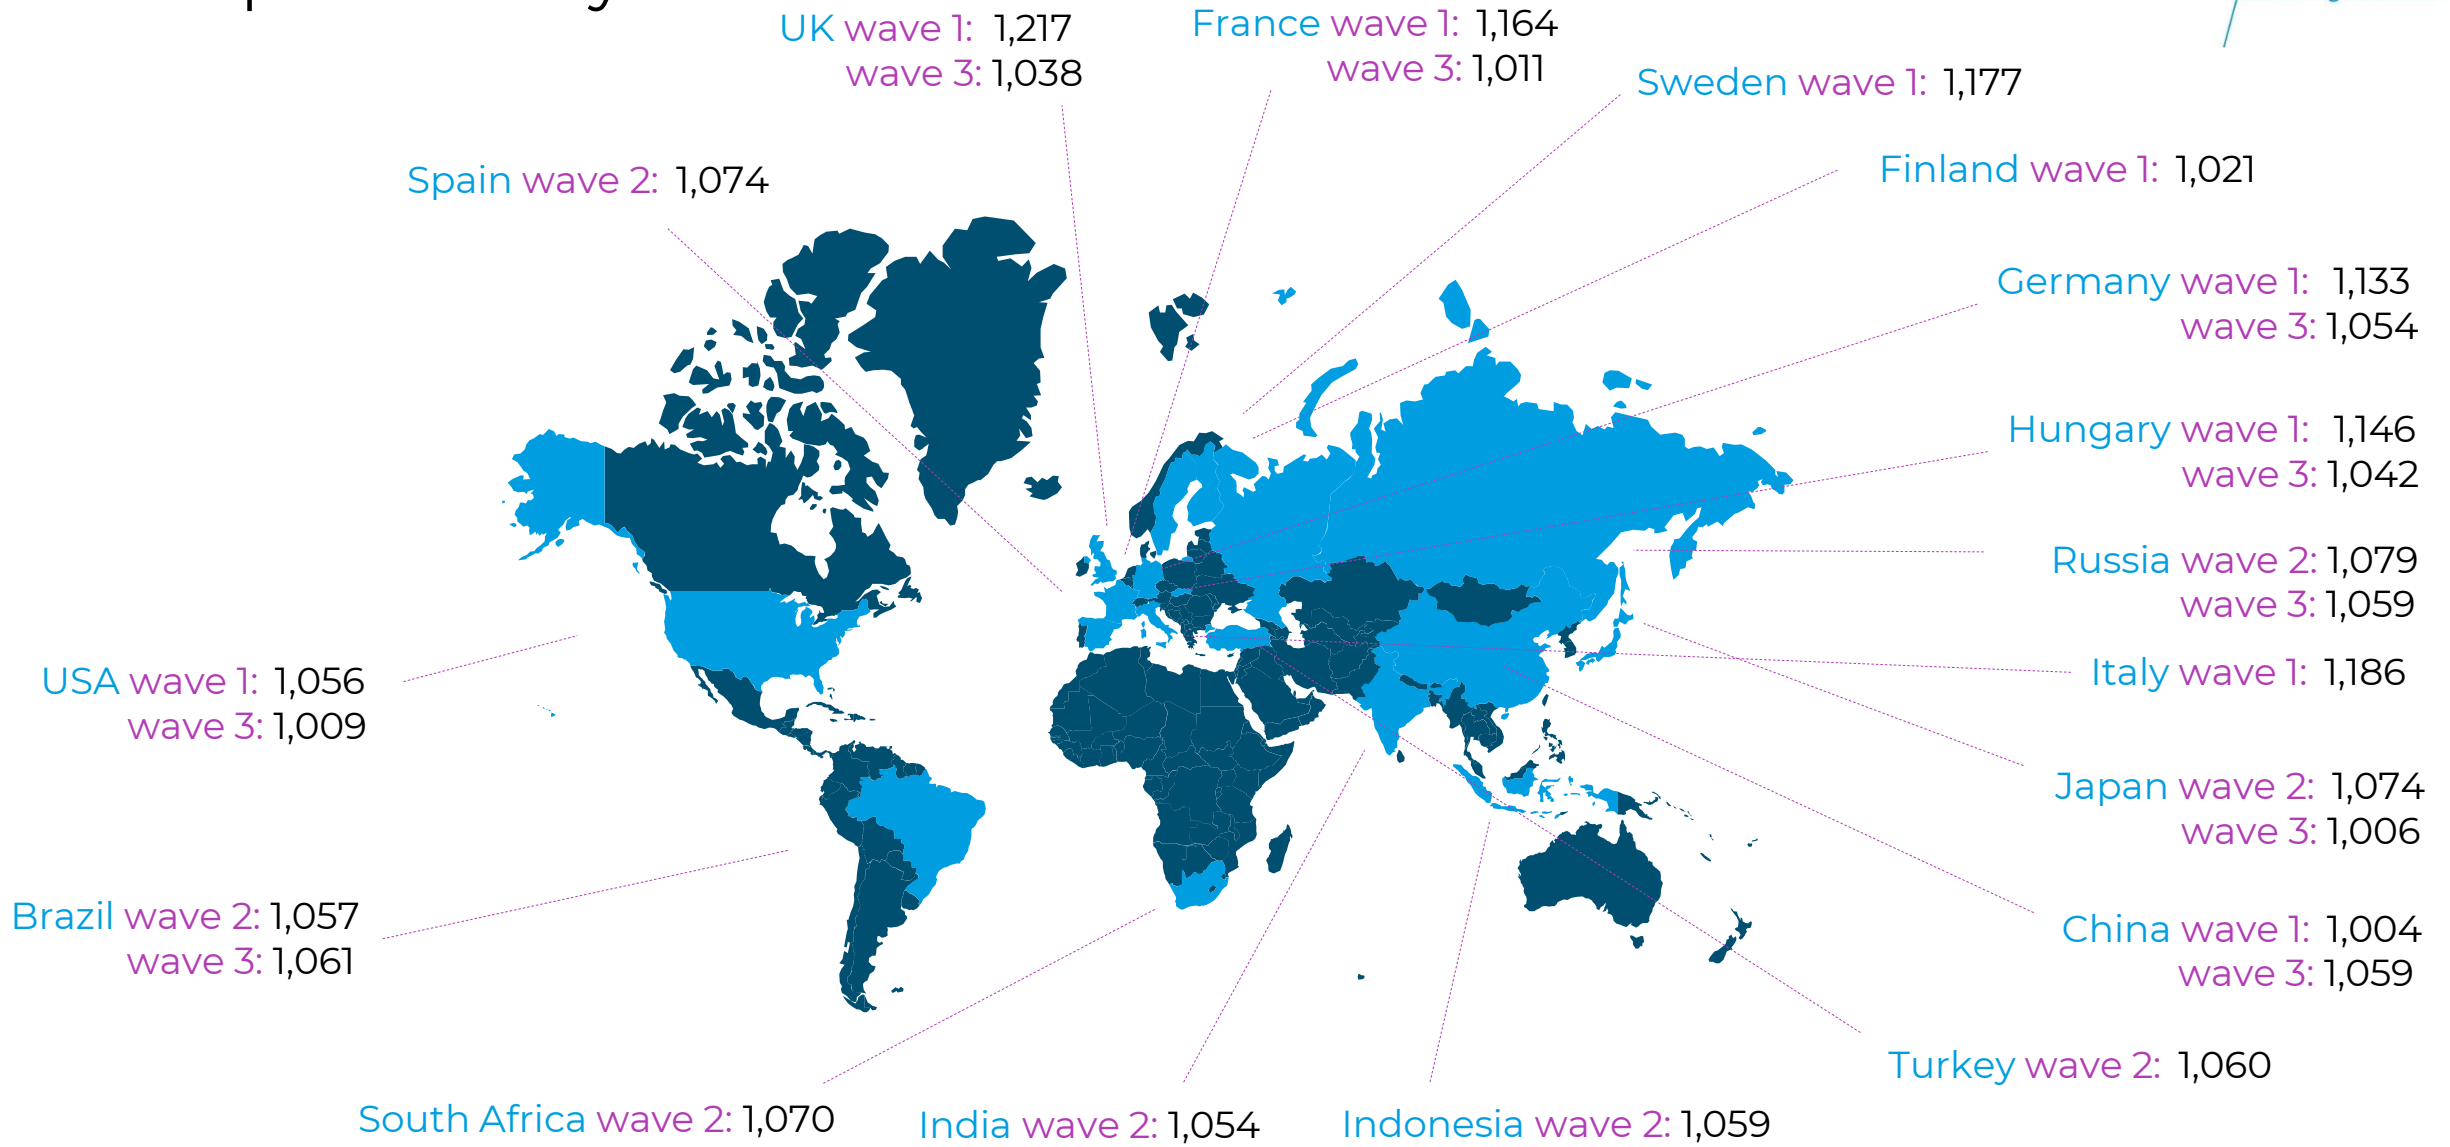 UK wave 1: 1,217
wave 3: 1,038
France wave 1: 1,164
wave 3: 1,011
Sweden wave 1: 1,177
Finland wave 1: 1,021
Spain wave 2: 1,074
Germany wave 1: 1,133
wave 3: 1,054
Hungary wave 1: 1,146
wave 3: 1,042
Russia wave 2: 1,079
wave 3: 1,059
Italy wave 1: 1,186
USA wave 1: 1,056
wave 3: 1,009
Japan wave 2: 1,074
wave 3: 1,006
Brazil wave 2: 1,057
wave 3: 1,061
China wave 1: 1,004
wave 3: 1,059
Turkey wave 2: 1,060
South Africa wave 2: 1,070
India wave 2: 1,054
Indonesia wave 2: 1,059